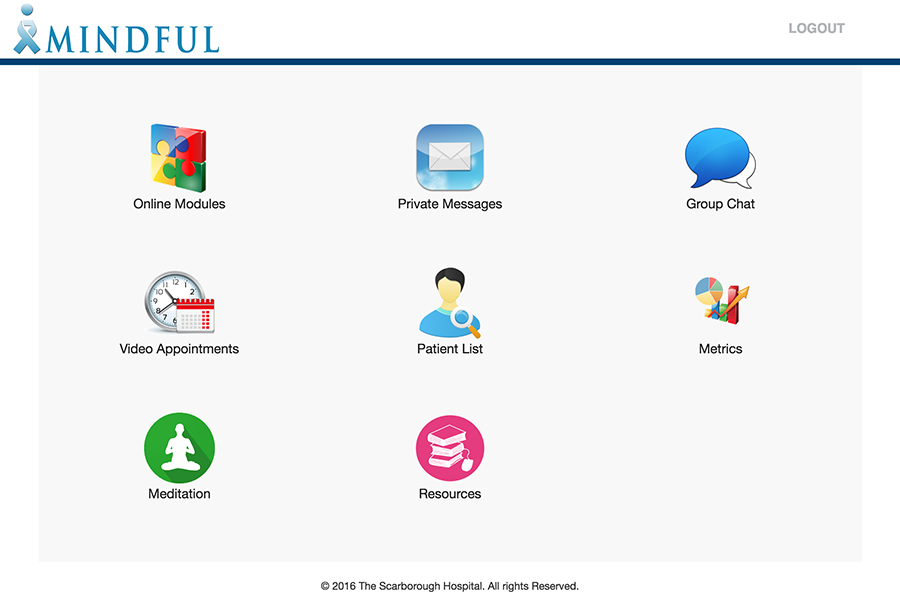 MINDFUL
LOGOUT
Online Modules
Private Messages
Group Chat
Video Appointments
Patient List
Metrics
Meditation
Resources
© 2016 The Scarborough Hospital. All rights Reserved.